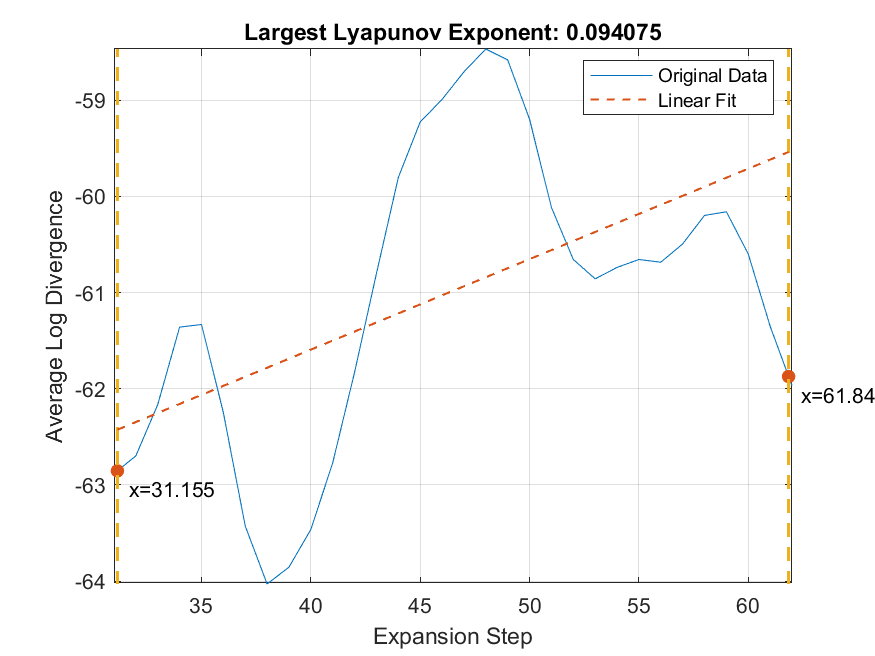 Largest Lyapunov Exponent: 0.094075
Original Data
Linear Fit
-59
-60
-61
-62
-63
-64
Average Log Divergence
x=61.84
x=31.155
35
40
45
50
55
60
Expansion Step